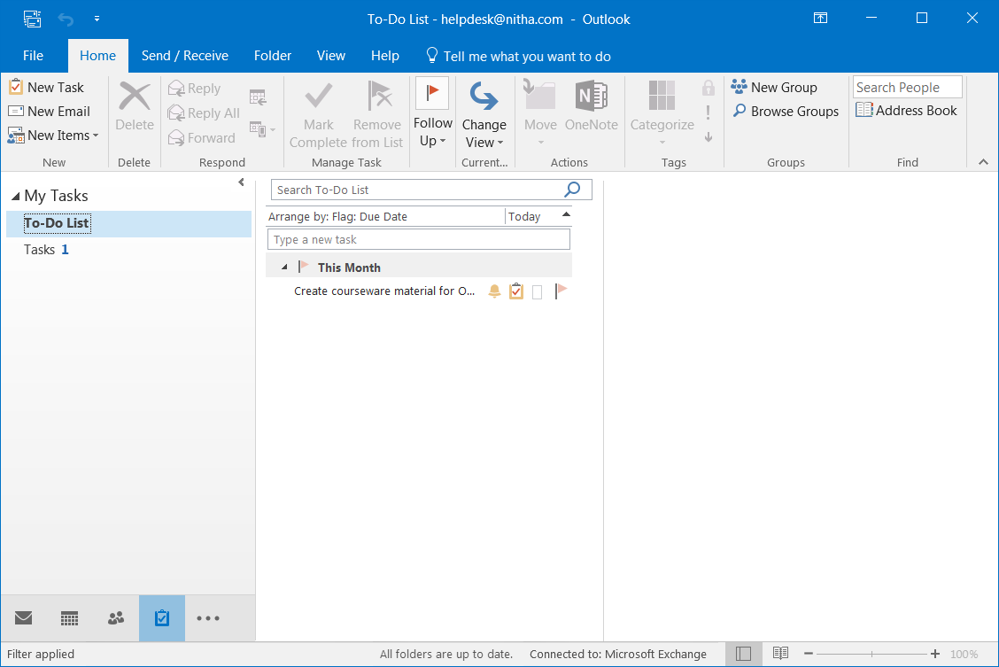 To-Do List - helpdesk@nitha.com - Outlook
File Home Send / Receive Folder View Help Tell me what you want to do
New Task
New Email
New Items
New
Delete
Delete
Reply
Reply All
Forward
Respond
Mark Complete
Remove from List
Manage Task
Follow Up
Change View
Current...
Move
OneNote
Actions
Categorize
Tags
New Group
Browse Groups
Groups
Search People
Address Book
Find
My Tasks
To-Do List
Tasks 1
Search To-Do List
Arrange by: Flag: Due Date Today
Type a new task
This Month
Create courseware material for O...
Filter applied All folders are up to date. Connected to: Microsoft Exchange 100%